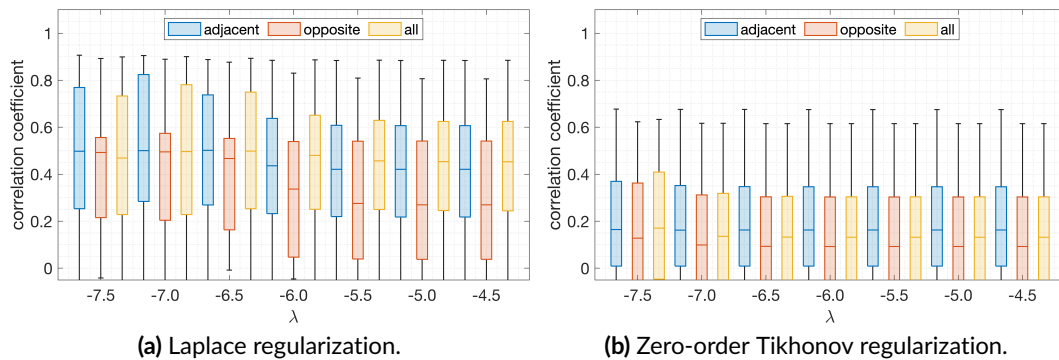 adjacent opposite all
1
0.8
0.6
0.4
0.2
0
correlation coefficient
-7.5 -7.0 -6.5 -6.0 -5.5 -5.0 -4.5
λ
(a) Laplace regularization.
adjacent opposite all
1
0.8
0.6
0.4
0.2
0
correlation coefficient
-7.5 -7.0 -6.5 -6.0 -5.5 -5.0 -4.5
λ
(b) Zero-order Tikhonov regularization.